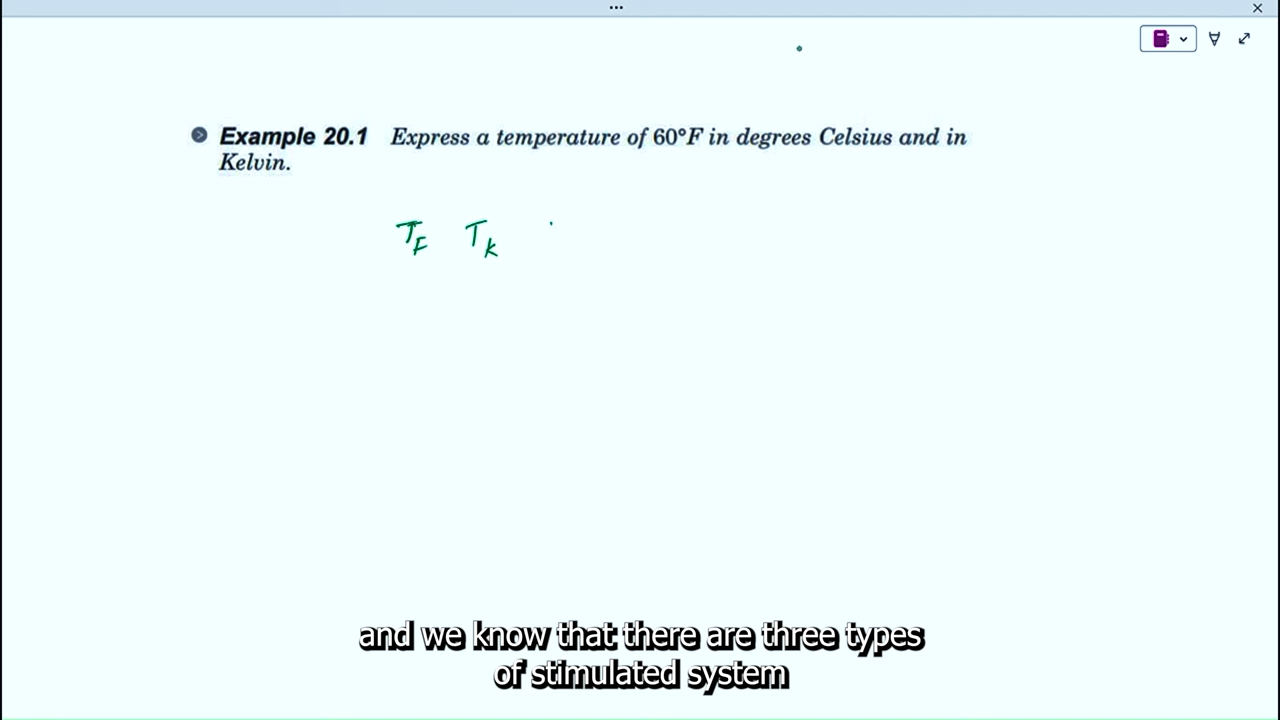 Example 20.1 Express a temperature of 60°F in degrees Celsius and in
Kelvin.
T_F T_K
and we know that there are three types
of stimulated system